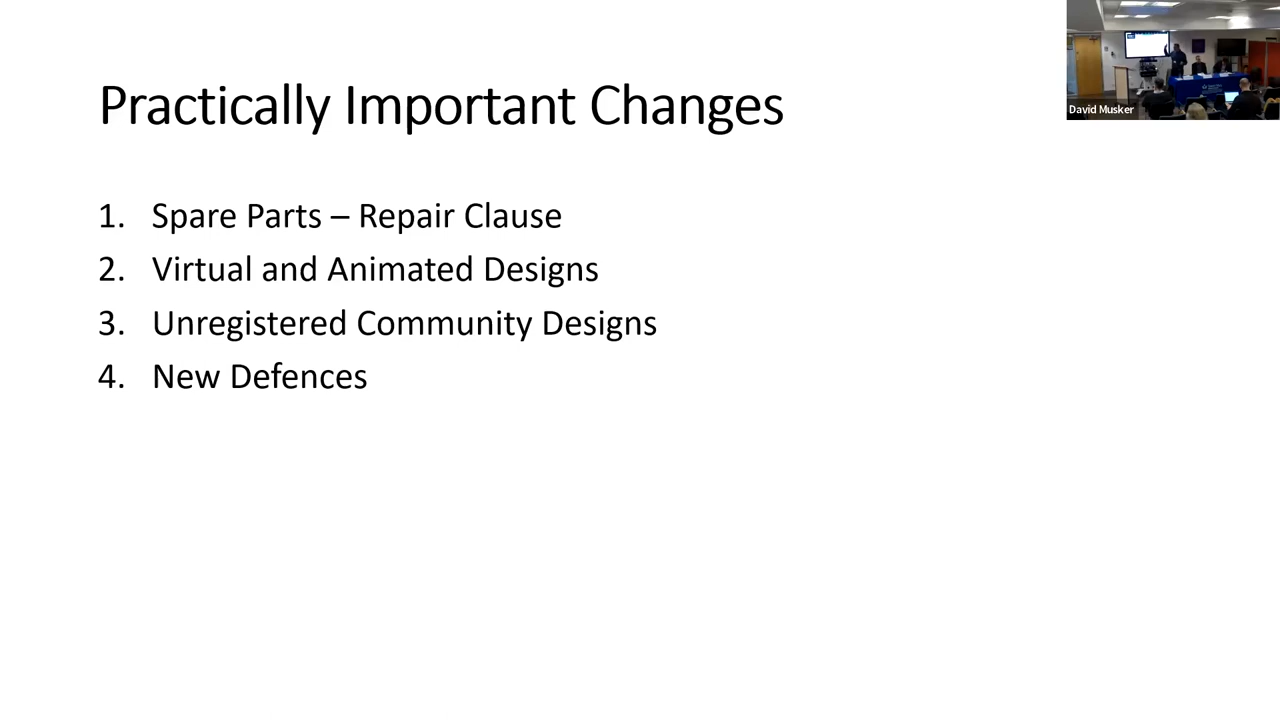 Practically Important Changes
David Musker
1. Spare Parts – Repair Clause
2. Virtual and Animated Designs
3. Unregistered Community Designs
4. New Defences